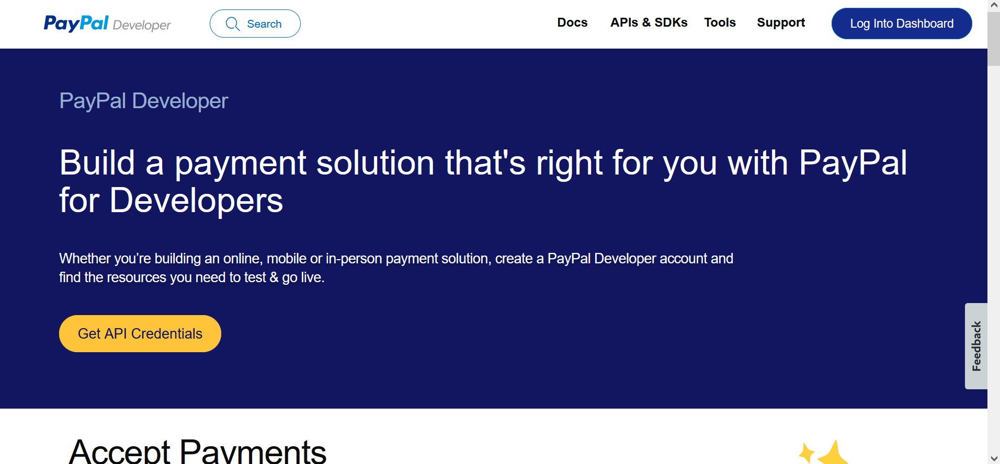 PayPal Developer
Search
Docs
APIs & SDKs
Tools
Support
Log Into Dashboard
PayPal Developer
Build a payment solution that's right for you with PayPal
for Developers
Whether you’re building an online, mobile or in-person payment solution, create a PayPal Developer account and
find the resources you need to test & go live.
Get API Credentials
Feedback
Accept Payments